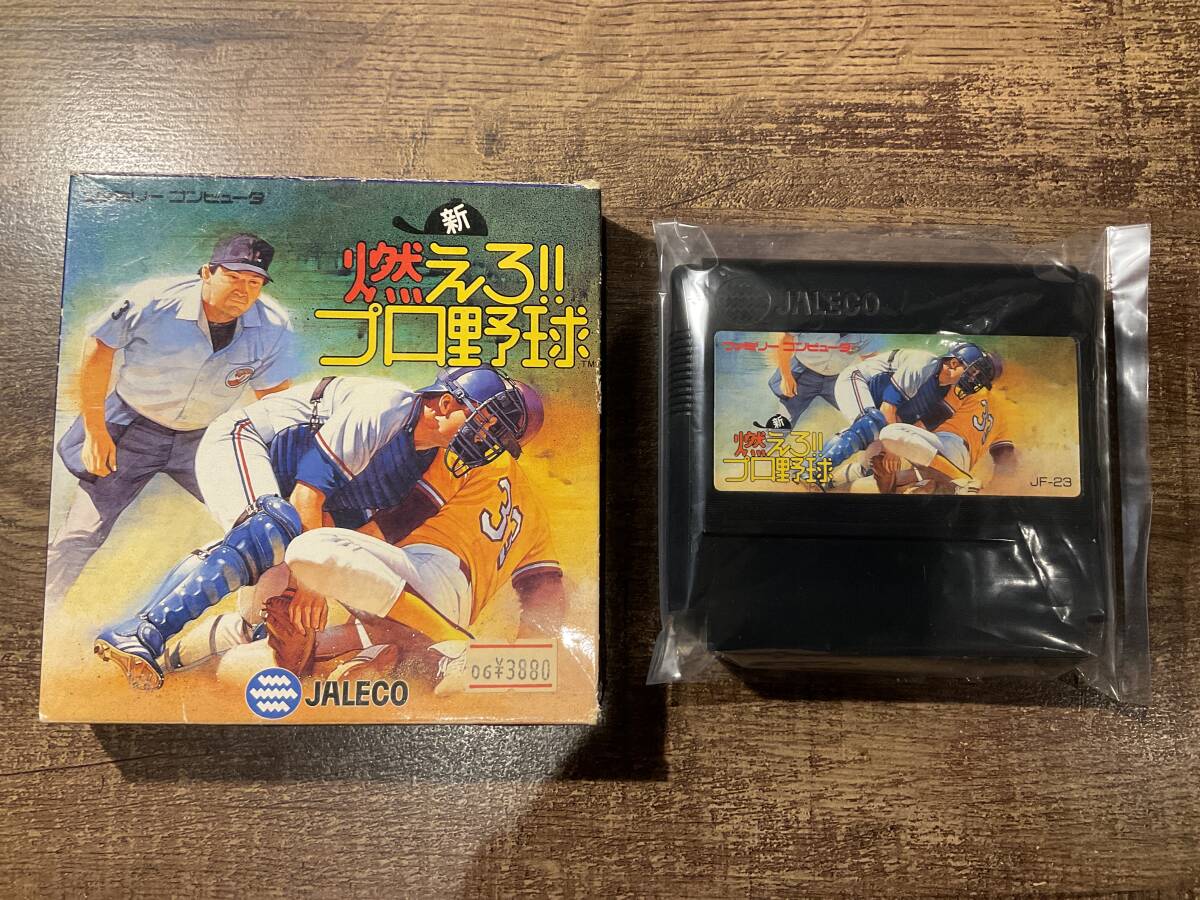 ファミリー コンピュータ
新
燃えろ!!
プロ野球
TM
3
33
06¥3880
JALECO
JALECO
ファミリーコンピュータ
新
燃えろ!!
プロ野球
JF-23